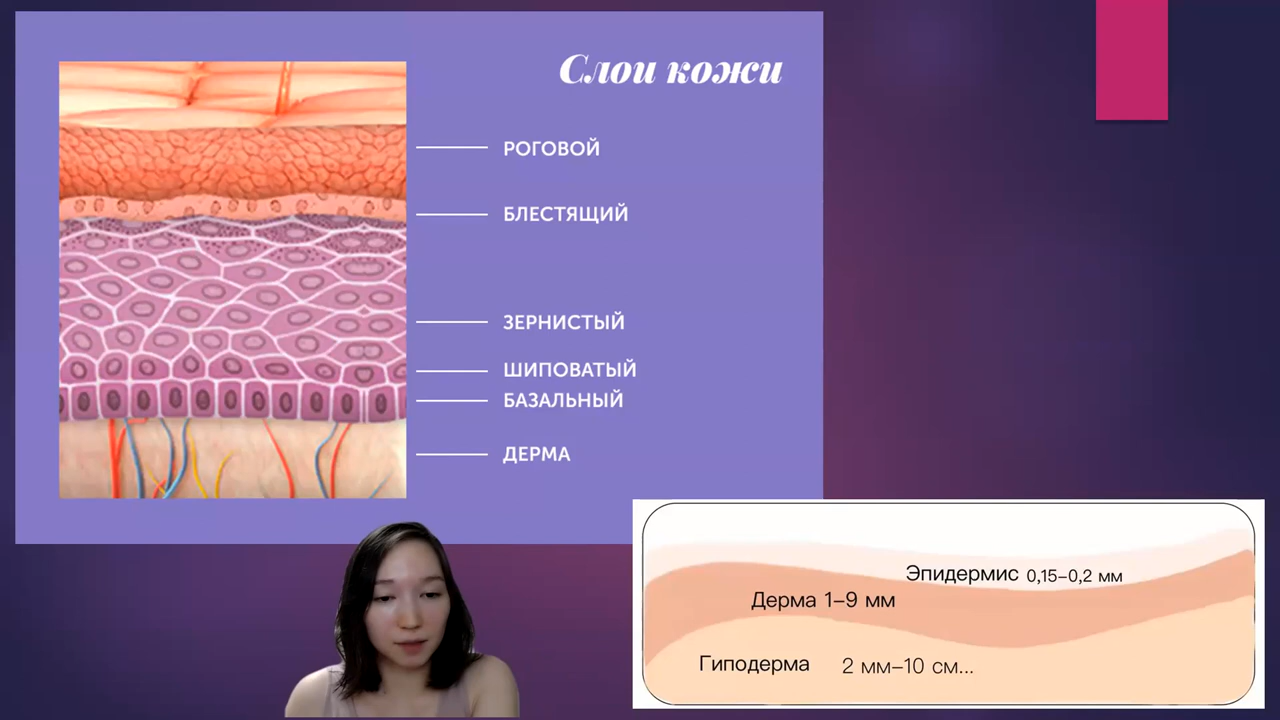 Слои кожи
РОГОВОЙ
БЛЕСТЯЩИЙ
ЗЕРНИСТЫЙ
ШИПОВАТЫЙ
БАЗАЛЬНЫЙ
ДЕРМА
Эпидермис 0,15–0,2 мм
Дерма 1–9 мм
Гиподерма 2 мм–10 см...